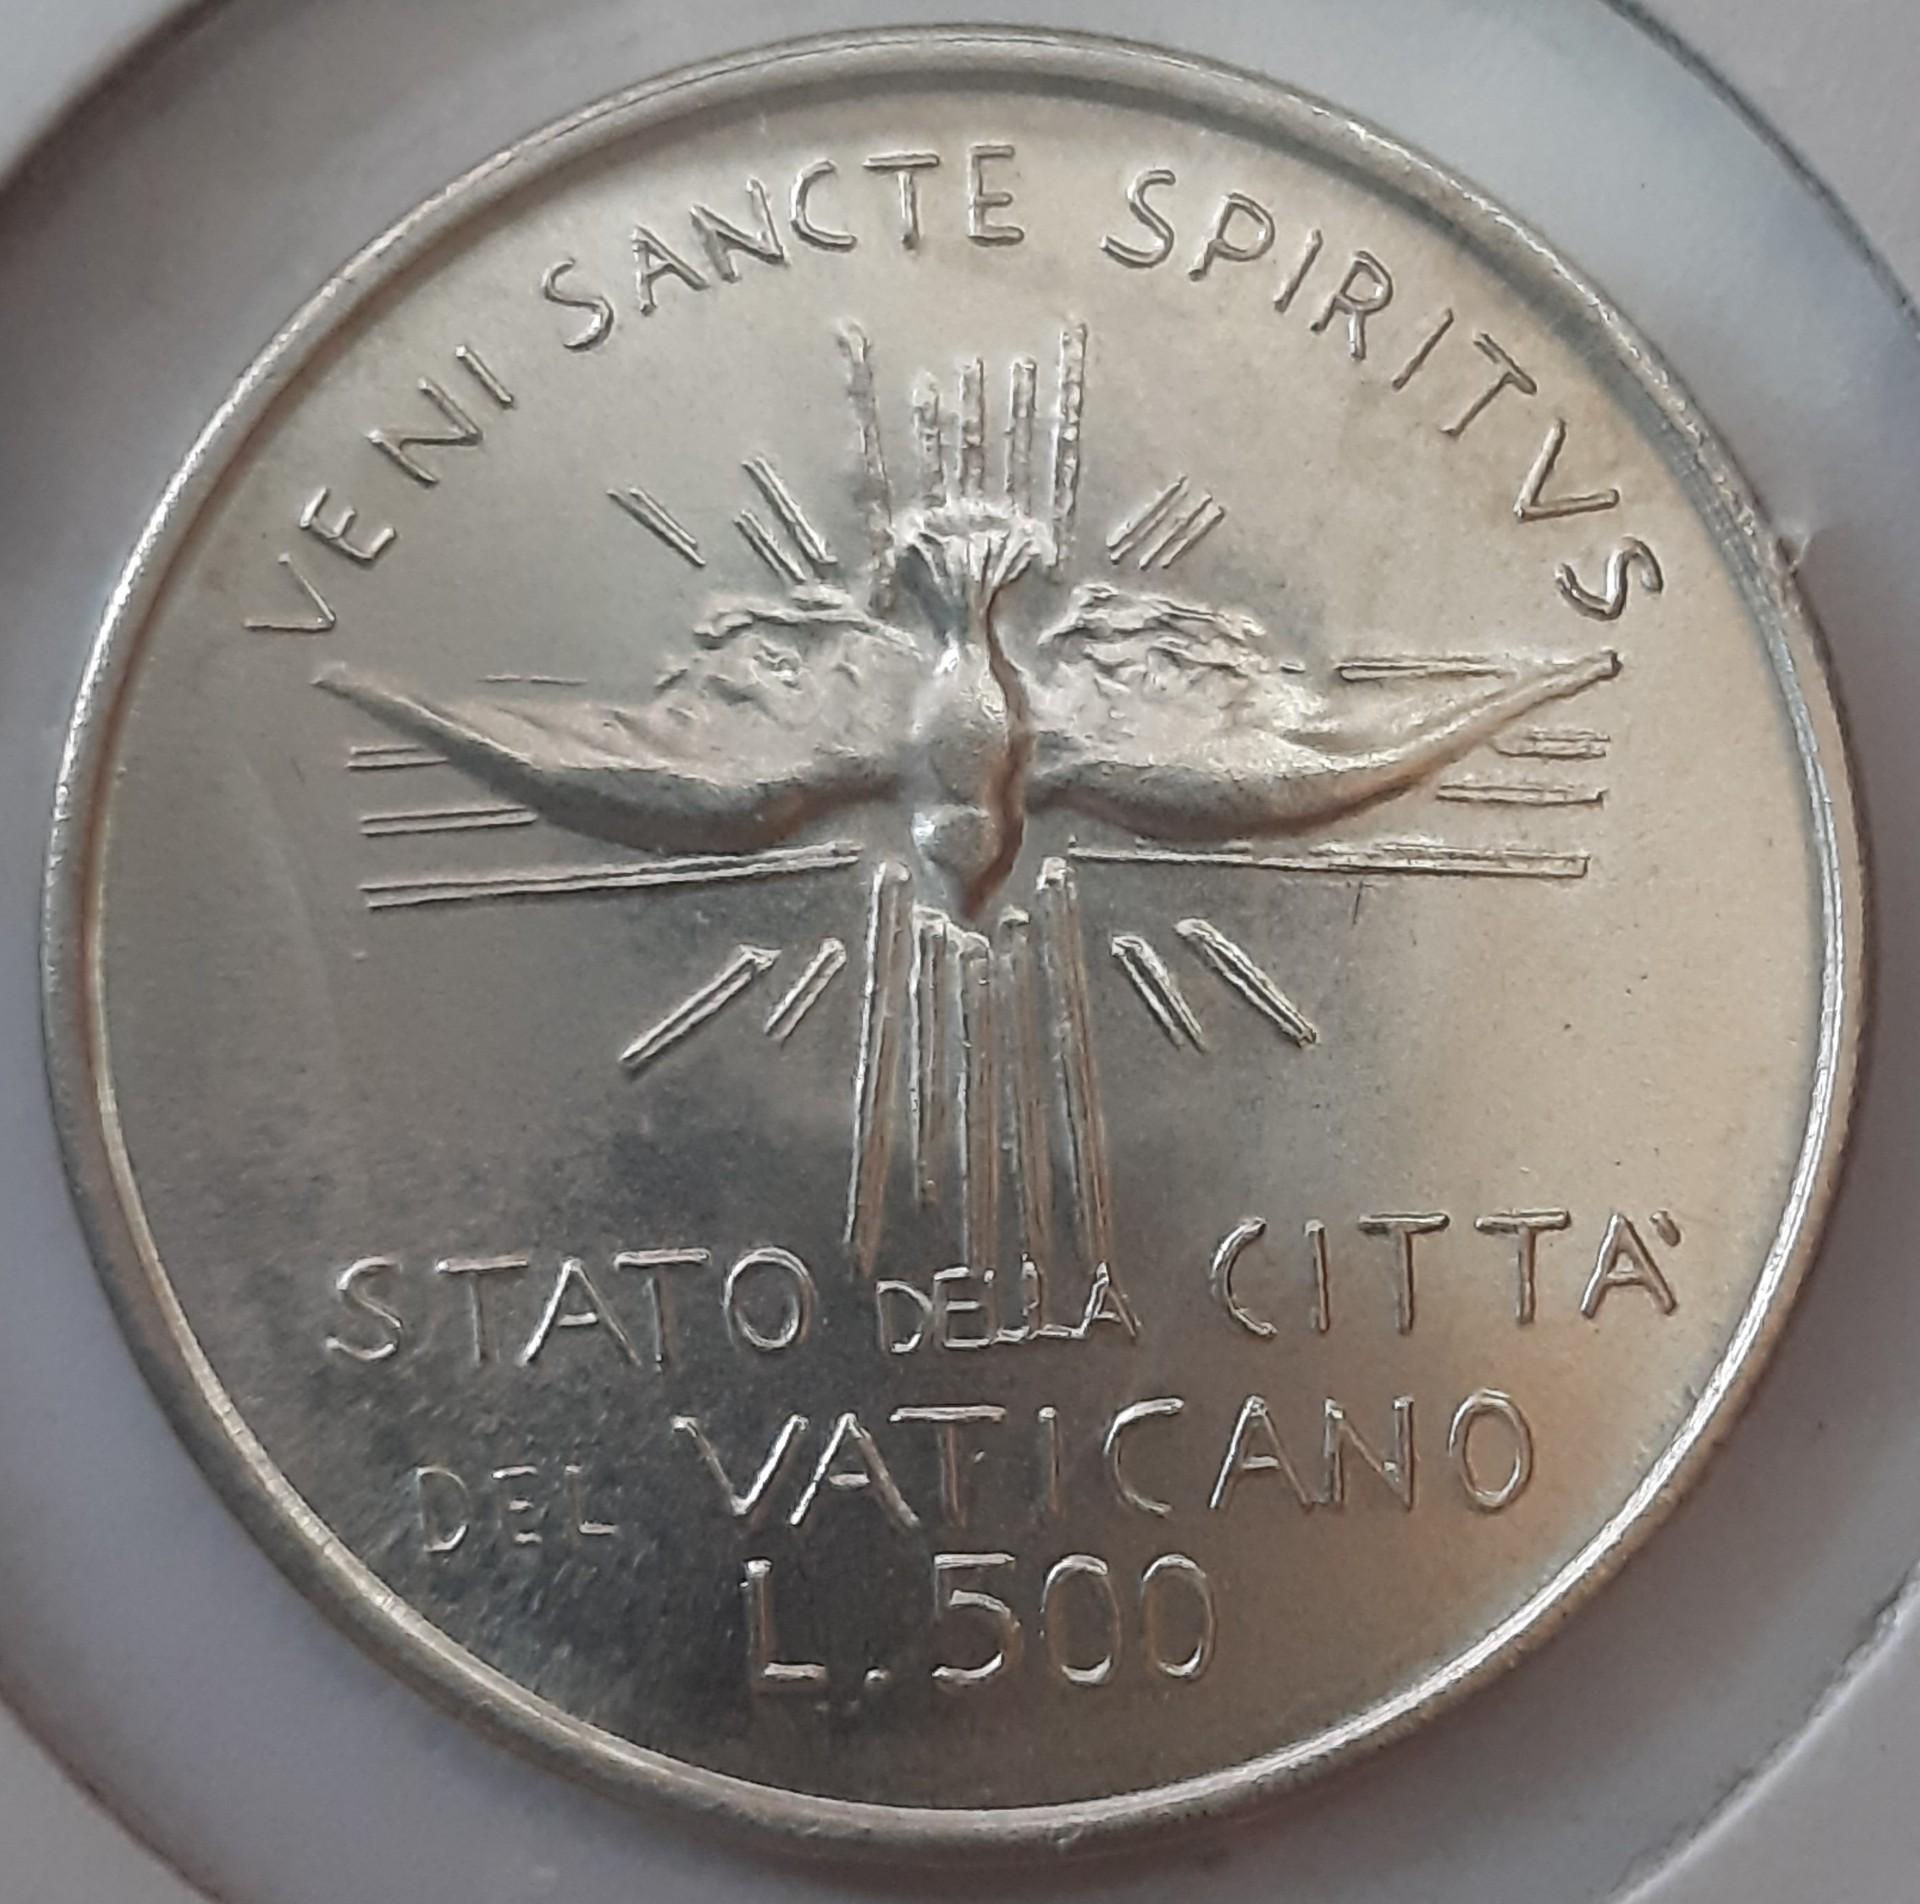 VENI SANCTE SPIRITVS
STATO DELLA CITTA'
DEL VATICANO
L.500